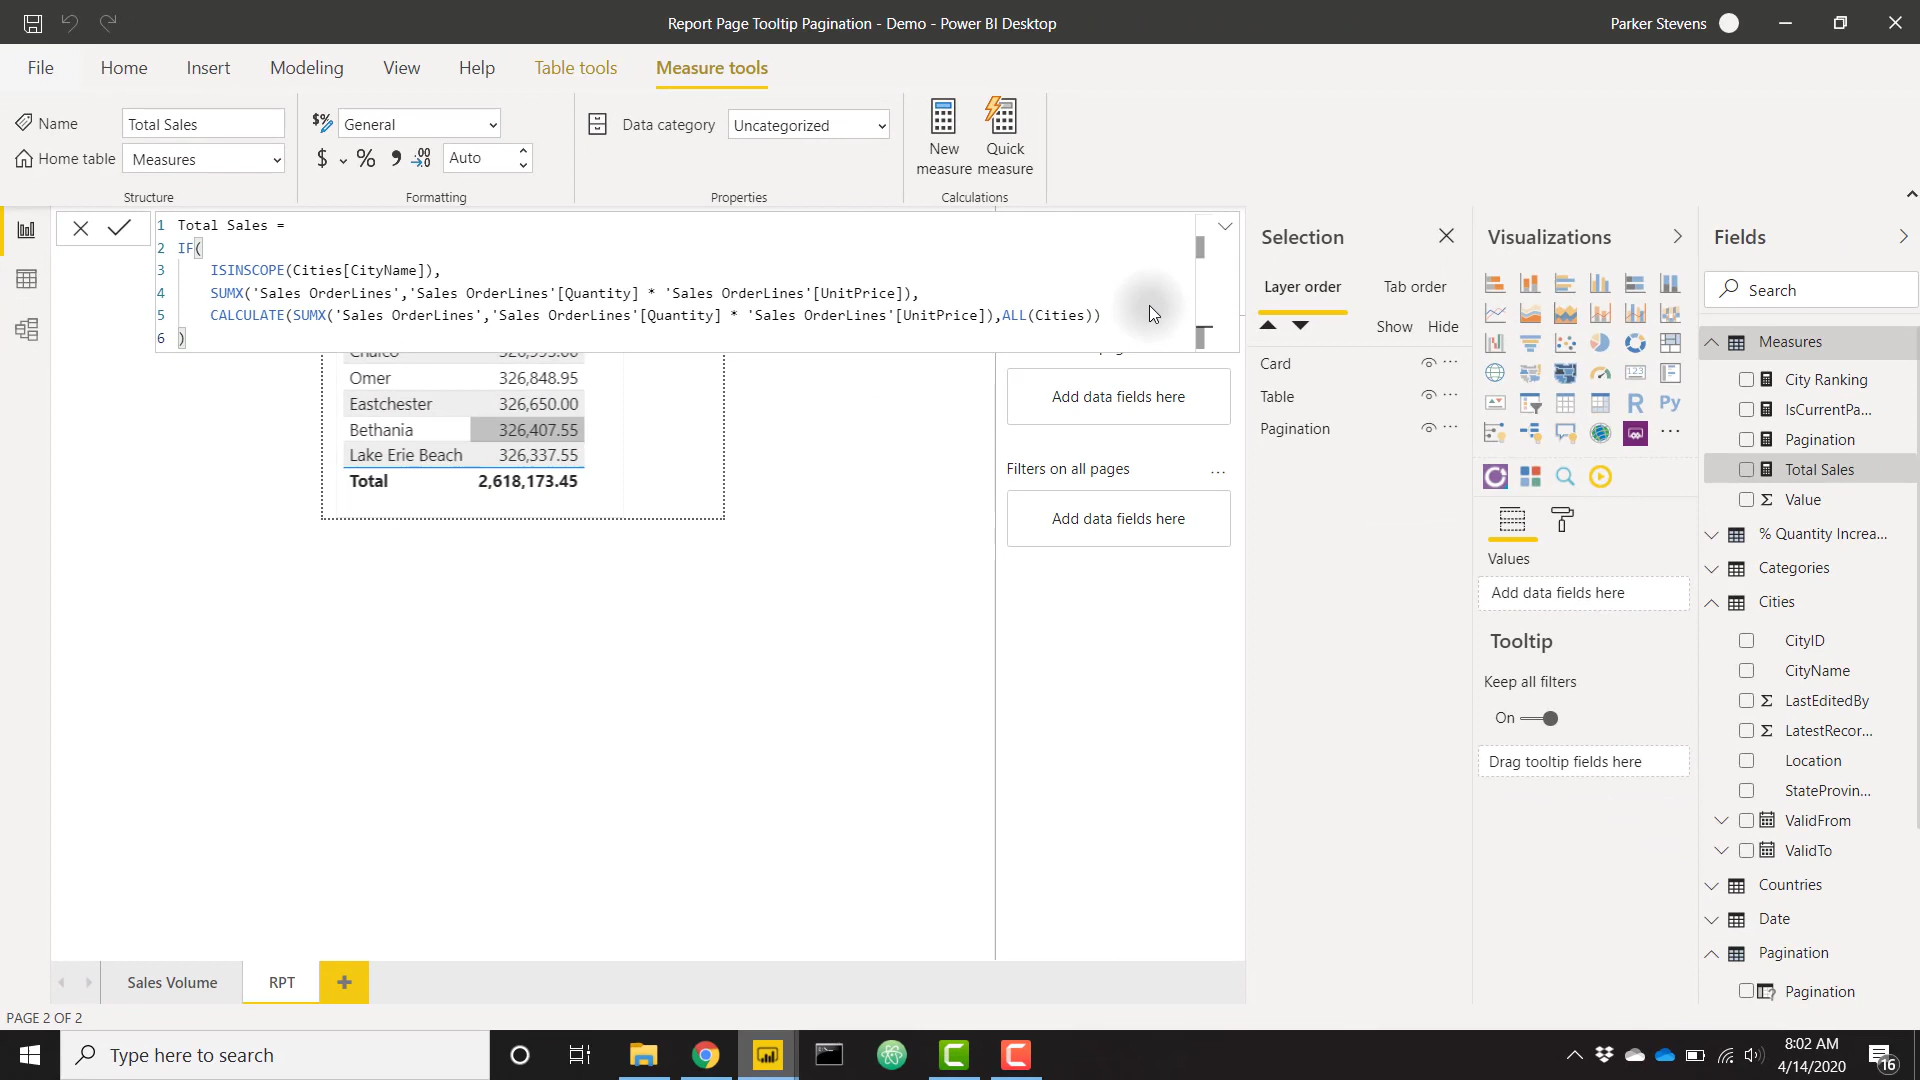 Report Page Tooltip Pagination - Demo - Power BI Desktop
Parker Stevens
File Home Insert Modeling View Help Table tools Measure tools
Name Total Sales
Home table Measures
Structure
General
$ % , .00 Auto
Formatting
Data category Uncategorized
Properties
New measure
Quick measure
Calculations
1 Total Sales =
2 IF(
3 ISINSCOPE(Cities[CityName]),
4 SUMX('Sales OrderLines','Sales OrderLines'[Quantity] * 'Sales OrderLines'[UnitPrice]),
5 CALCULATE(SUMX('Sales OrderLines','Sales OrderLines'[Quantity] * 'Sales OrderLines'[UnitPrice]),ALL(Cities))
6 )
Omer 326,848.95
Eastchester 326,650.00
Bethania 326,407.55
Lake Erie Beach 326,337.55
Total 2,618,173.45
Add data fields here
Filters on all pages ...
Add data fields here
Selection
Layer order Tab order
Show Hide
Card
Table
Pagination
Visualizations
R Py
Values
Add data fields here
Tooltip
Keep all filters
On
Drag tooltip fields here
Fields
Search
Measures
City Ranking
IsCurrentPa...
Pagination
Total Sales
Value
% Quantity Increa...
Categories
Cities
CityID
CityName
LastEditedBy
LatestRecor...
Location
StateProvin...
ValidFrom
ValidTo
Countries
Date
Pagination
Pagination
Sales Volume RPT
PAGE 2 OF 2
Type here to search
8:02 AM
4/14/2020
16